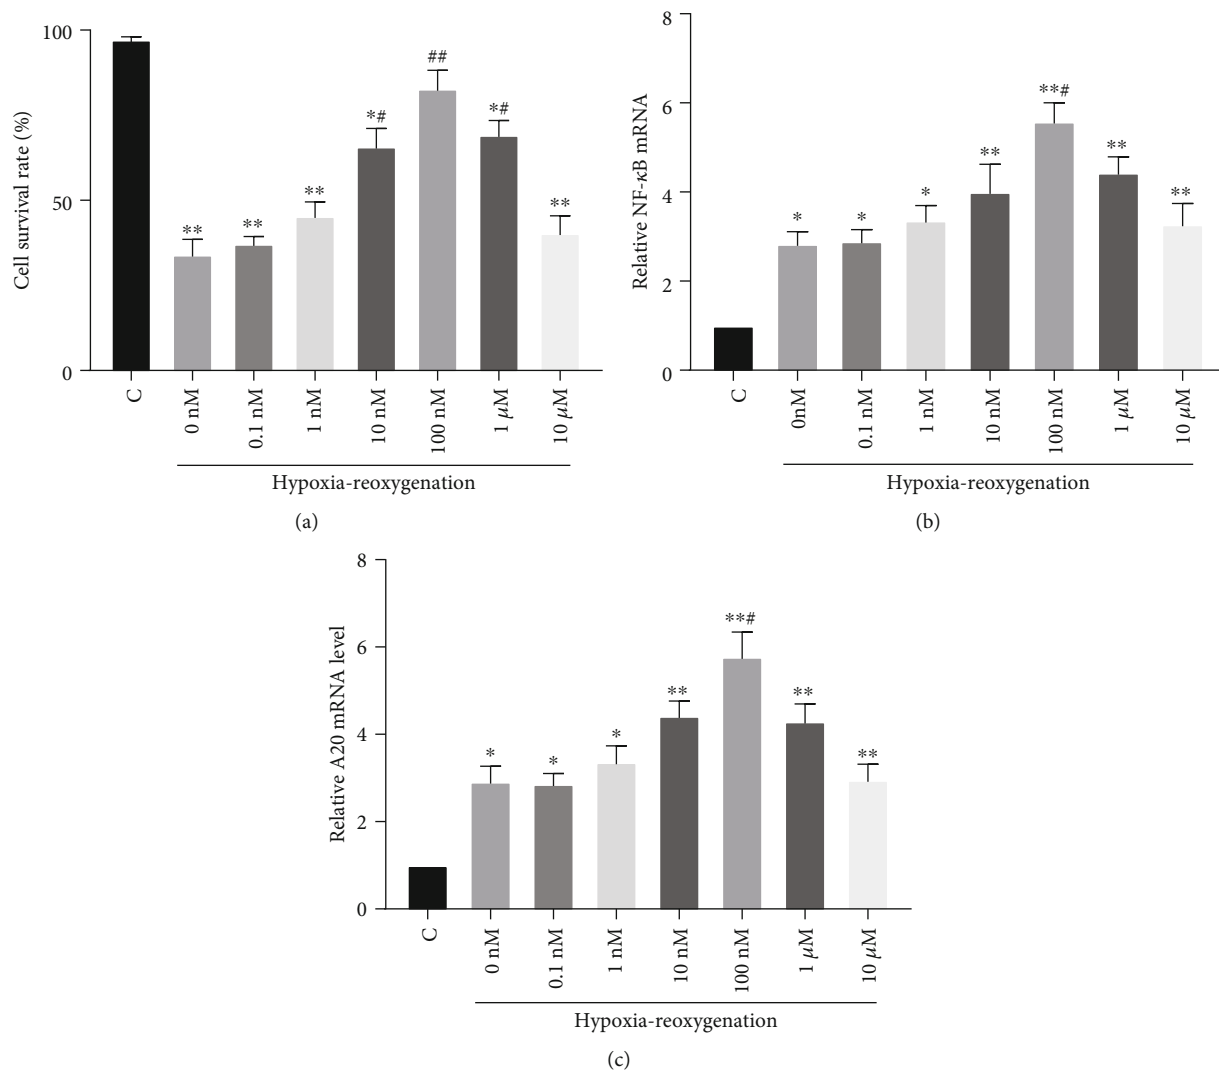 Cell survival rate (%)
100
50
0
**
**
**
*#
##
*#
**
C
0 nM
0.1 nM
1 nM
10 nM
100 nM
1 μM
10 μM
Hypoxia-reoxygenation
(a)
Relative NF-κB mRNA
8
6
4
2
0
*
*
*
**
**#
**
**
C
0nM
0.1 nM
1 nM
10 nM
100 nM
1 μM
10 μM
Hypoxia-reoxygenation
(b)
Relative A20 mRNA level
8
6
4
2
0
*
*
*
**
**#
**
**
C
0 nM
0.1 nM
1 nM
10 nM
100 nM
1 μM
10 μM
Hypoxia-reoxygenation
(c)